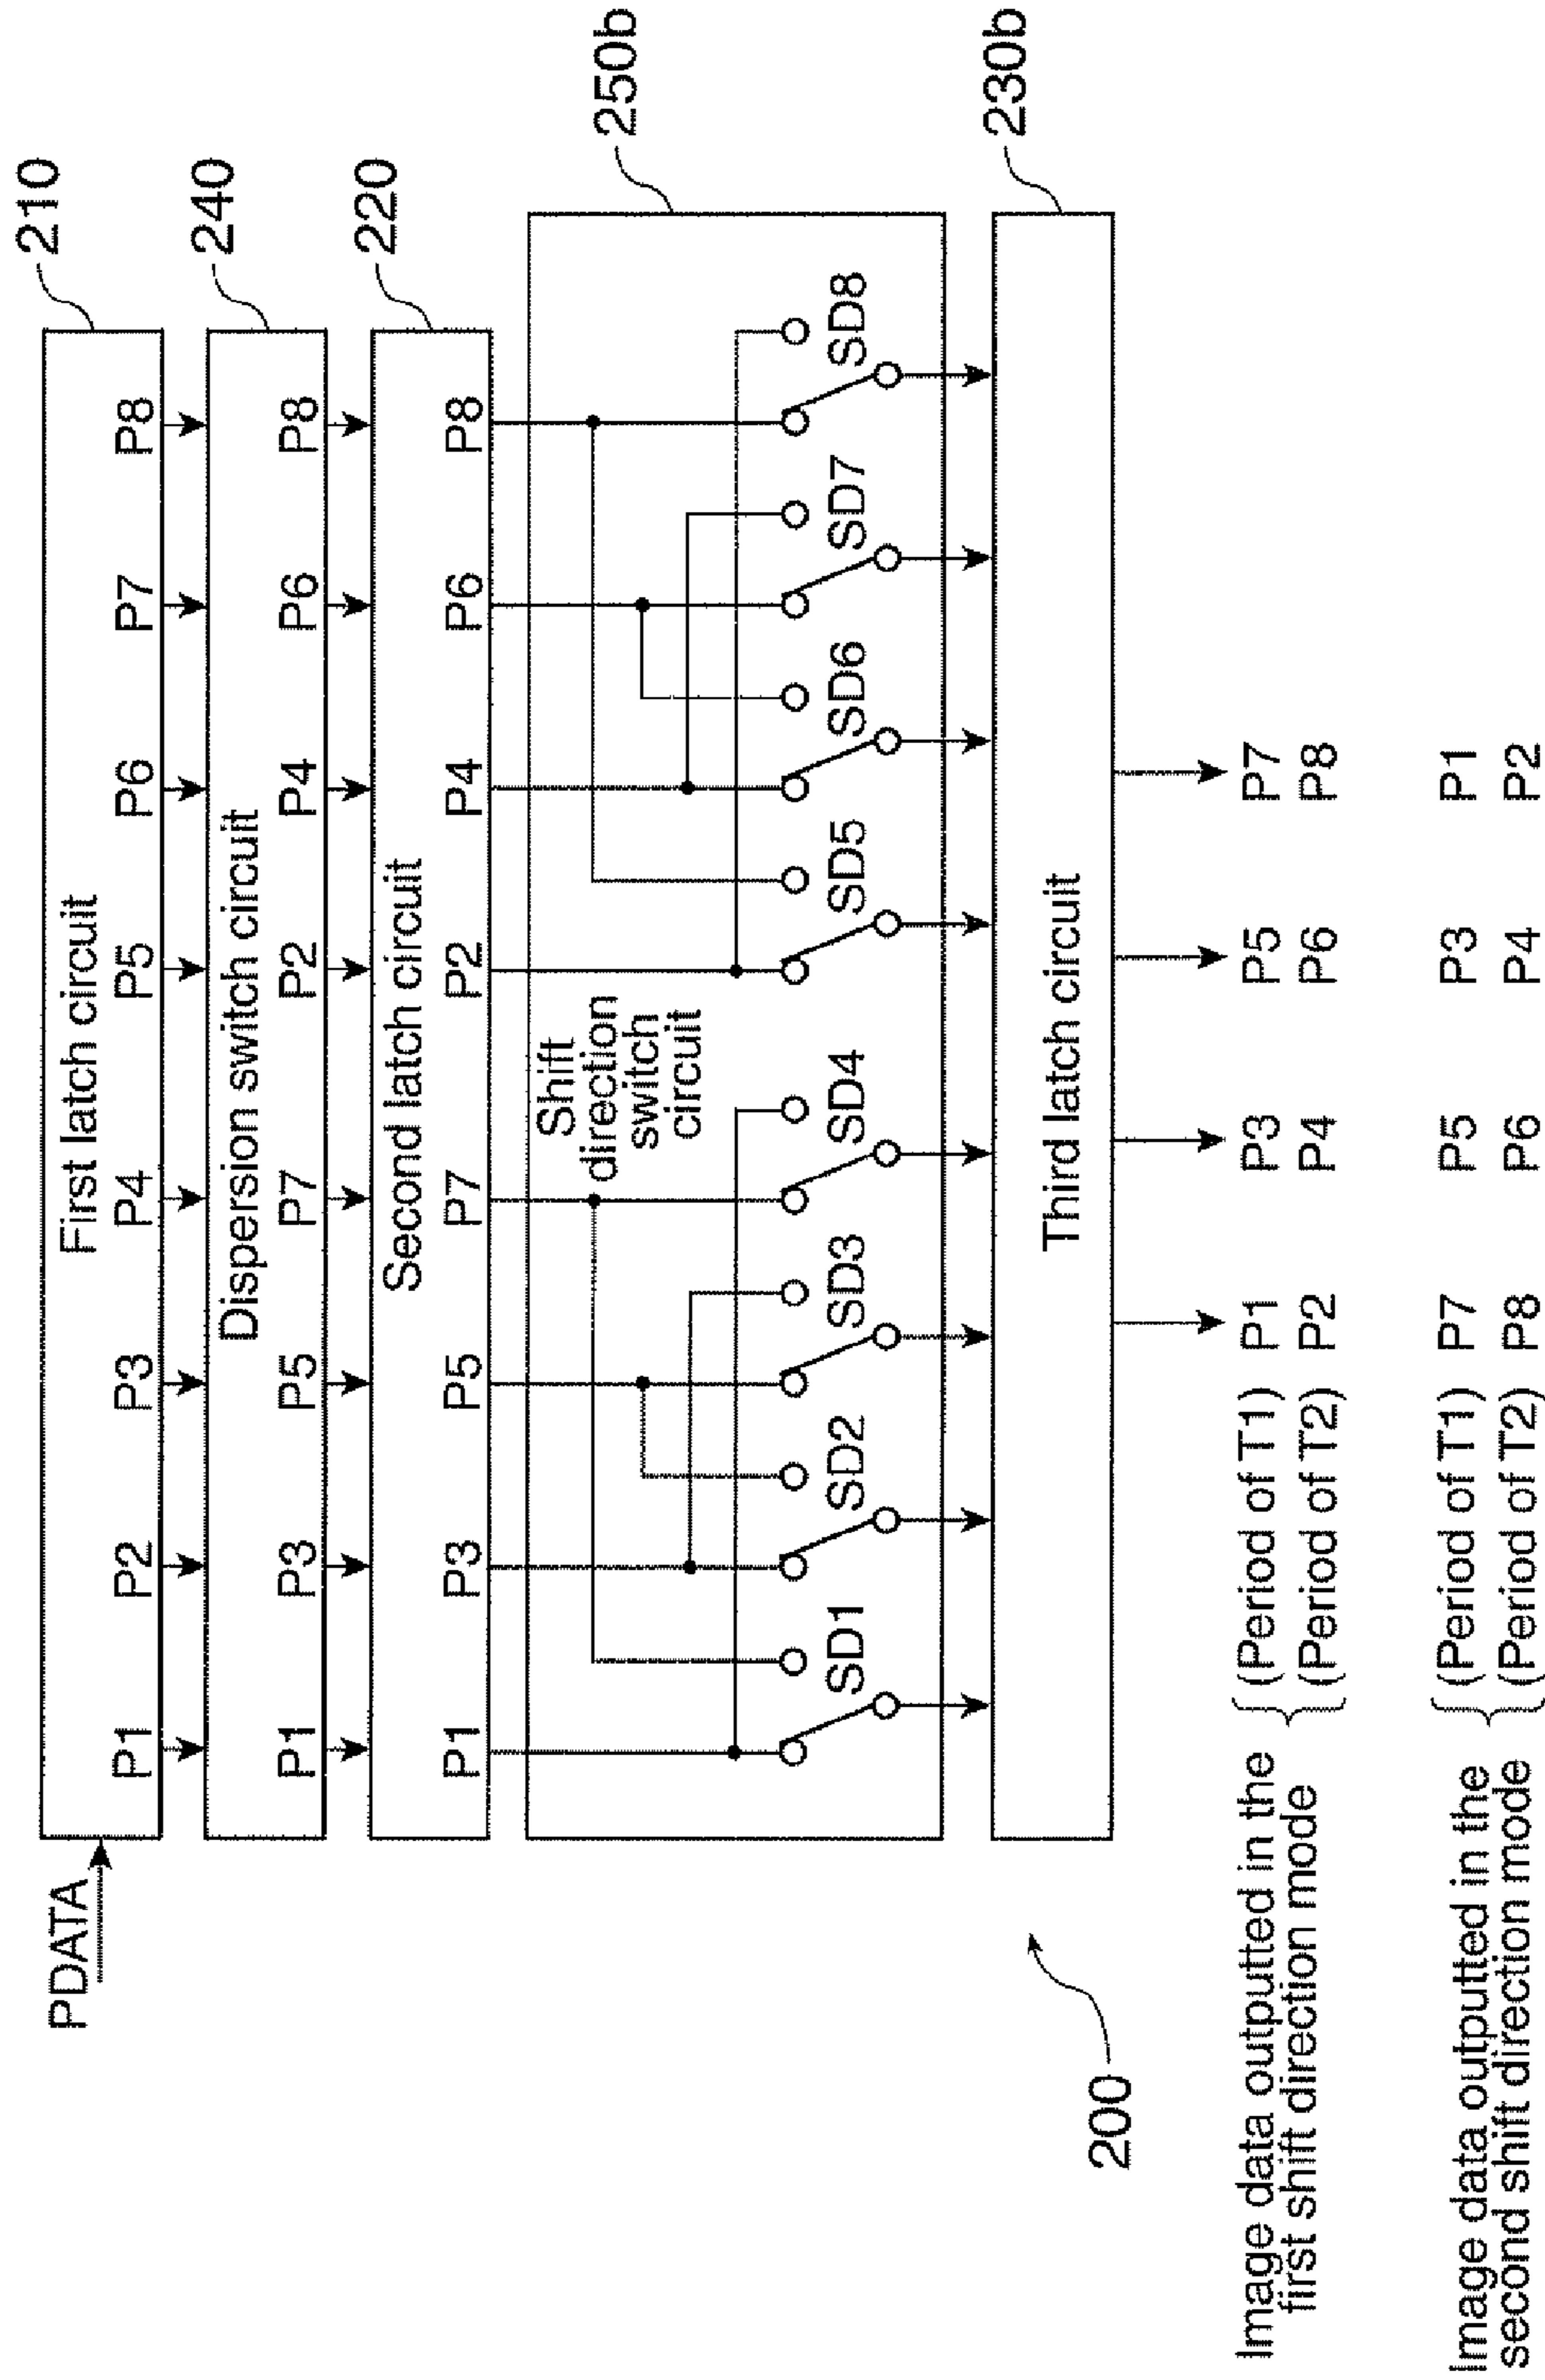 210
PDATA
First latch circuit
P1 P2 P3 P4 P5 P6 P7 P8
240
Dispersion switch circuit
P1 P3 P5 P7 P2 P4 P6 P8
220
Second latch circuit
P1 P3 P5 P7 P2 P4 P6 P8
250b
Shift
direction
switch
circuit
SD1 SD2 SD3 SD4 SD5 SD6 SD7 SD8
230b
Third latch circuit
200
Image data outputted in the
first shift direction mode
(Period of T1) P1 P3 P5 P7
(Period of T2) P2 P4 P6 P8
Image data outputted in the
second shift direction mode
(Period of T1) P7 P5 P3 P1
(Period of T2) P8 P6 P4 P2